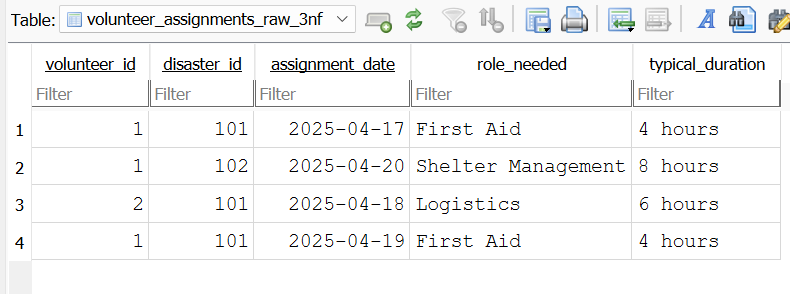 Table: volunteer_assignments_raw_3nf
volunteer_id disaster_id assignment_date role_needed typical_duration
Filter Filter Filter Filter Filter
1 1 101 2025-04-17 First Aid 4 hours
2 1 102 2025-04-20 Shelter Management 8 hours
3 2 101 2025-04-18 Logistics 6 hours
4 1 101 2025-04-19 First Aid 4 hours